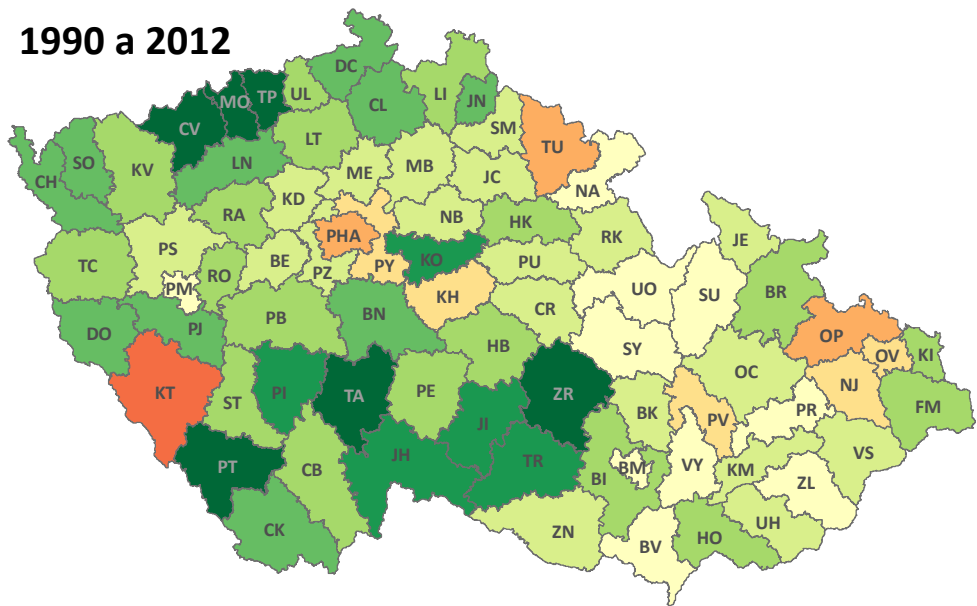 1990 a 2012
DC
MO
TP
UL
CL
LI
JN
CV
LT
SM
TU
SO
KV
LN
ME
MB
JC
CH
NA
KD
RA
NB
HK
PHA
RK
JE
TC
PS
BE
PZ
PY
KO
PU
RO
PM
KH
UO
SU
BR
PB
BN
CR
DO
PJ
HB
SY
OP
OV
KI
OC
KT
ST
PI
TA
PE
ZR
NJ
FM
BK
PV
PR
JI
PT
CB
JH
TR
BI
BM
VY
KM
VS
ZL
CK
ZN
HO
UH
BV